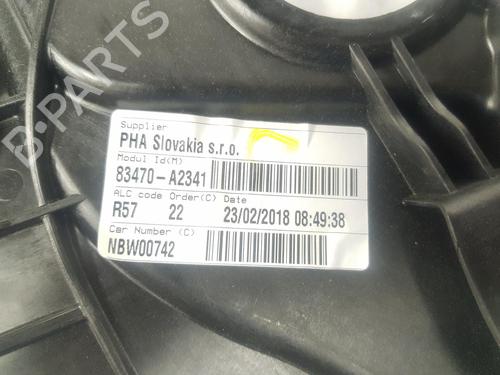 B-PARTS
Supplier
PHA Slovakia s.r.o.
Modul Id(M)
83470-A2341
ALC code Order(C) Date
R57 22 23/02/2018 08:49:38
Car Number (C)
NBW00742